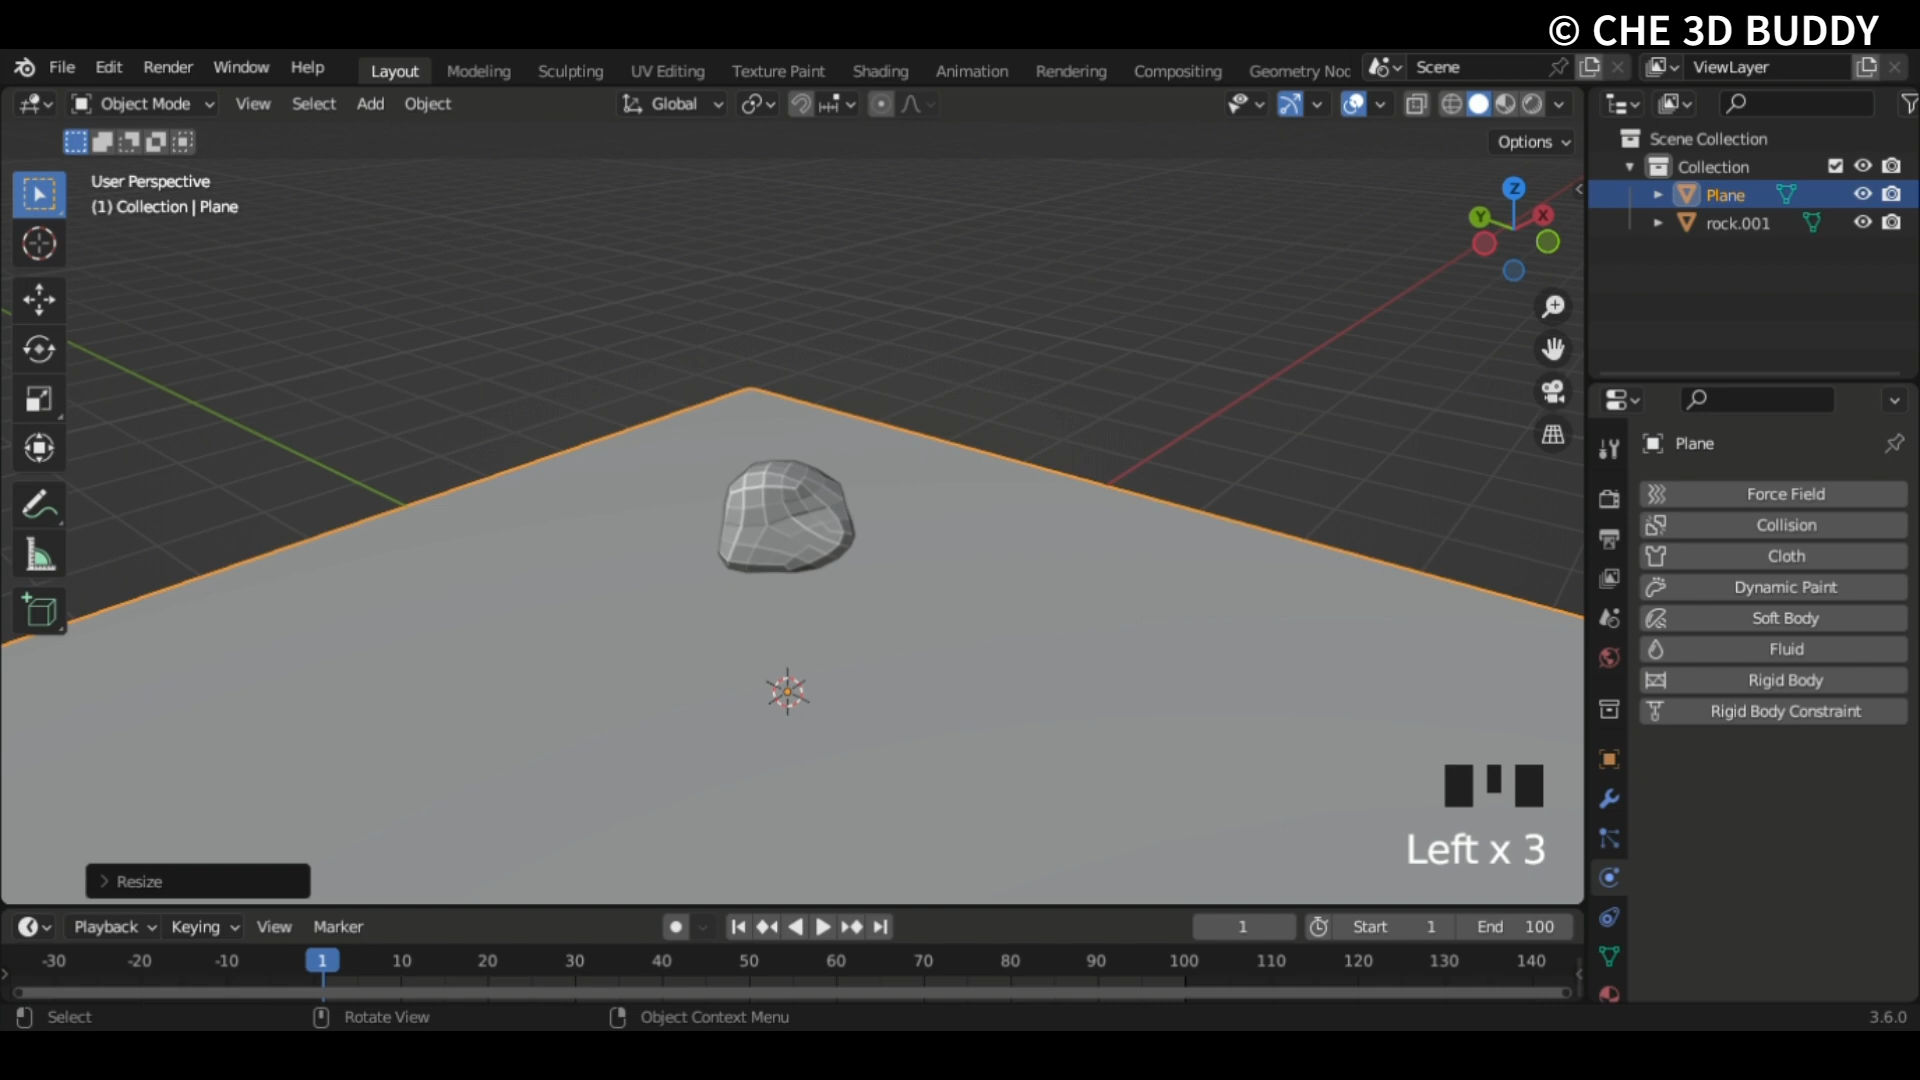 © CHE 3D BUDDY
File Edit Render Window Help Layout Modeling Sculpting UV Editing Texture Paint Shading Animation Rendering Compositing Geometry Noc Scene ViewLayer
Object Mode View Select Add Object Global
Options
Scene Collection
Collection
Plane
rock.001
User Perspective
(1) Collection | Plane
Z
Y
X
Plane
Force Field
Collision
Cloth
Dynamic Paint
Soft Body
Fluid
Rigid Body
Rigid Body Constraint
Left x 3
Resize
Playback Keying View Marker 1 Start 1 End 100
-30 -20 -10 1 10 20 30 40 50 60 70 80 90 100 110 120 130 140
Select Rotate View Object Context Menu 3.6.0